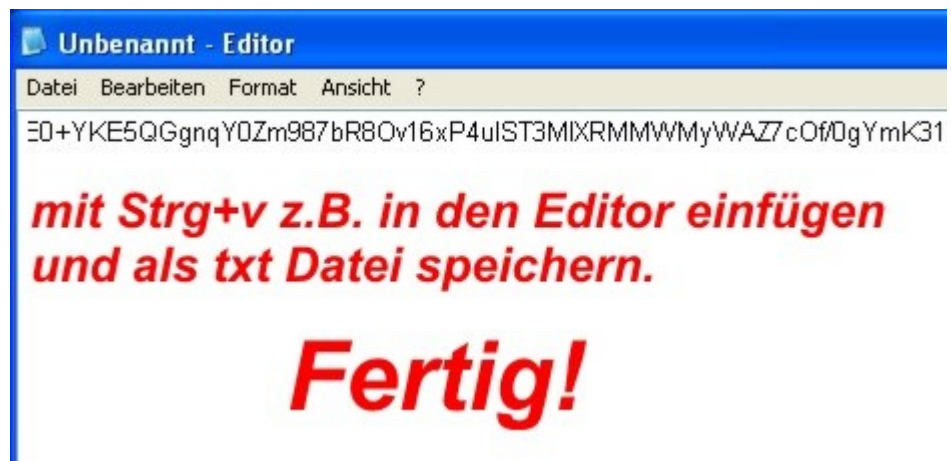 Unbenannt - Editor
Datei Bearbeiten Format Ansicht ?
E0+YKE5QGgnqY0Zm987bR8Ov16xP4ulST3MlXRMMWMyWAZ7cOf/0gYmK31
mit Strg+v z.B. in den Editor einfügen
und als txt Datei speichern.
Fertig!